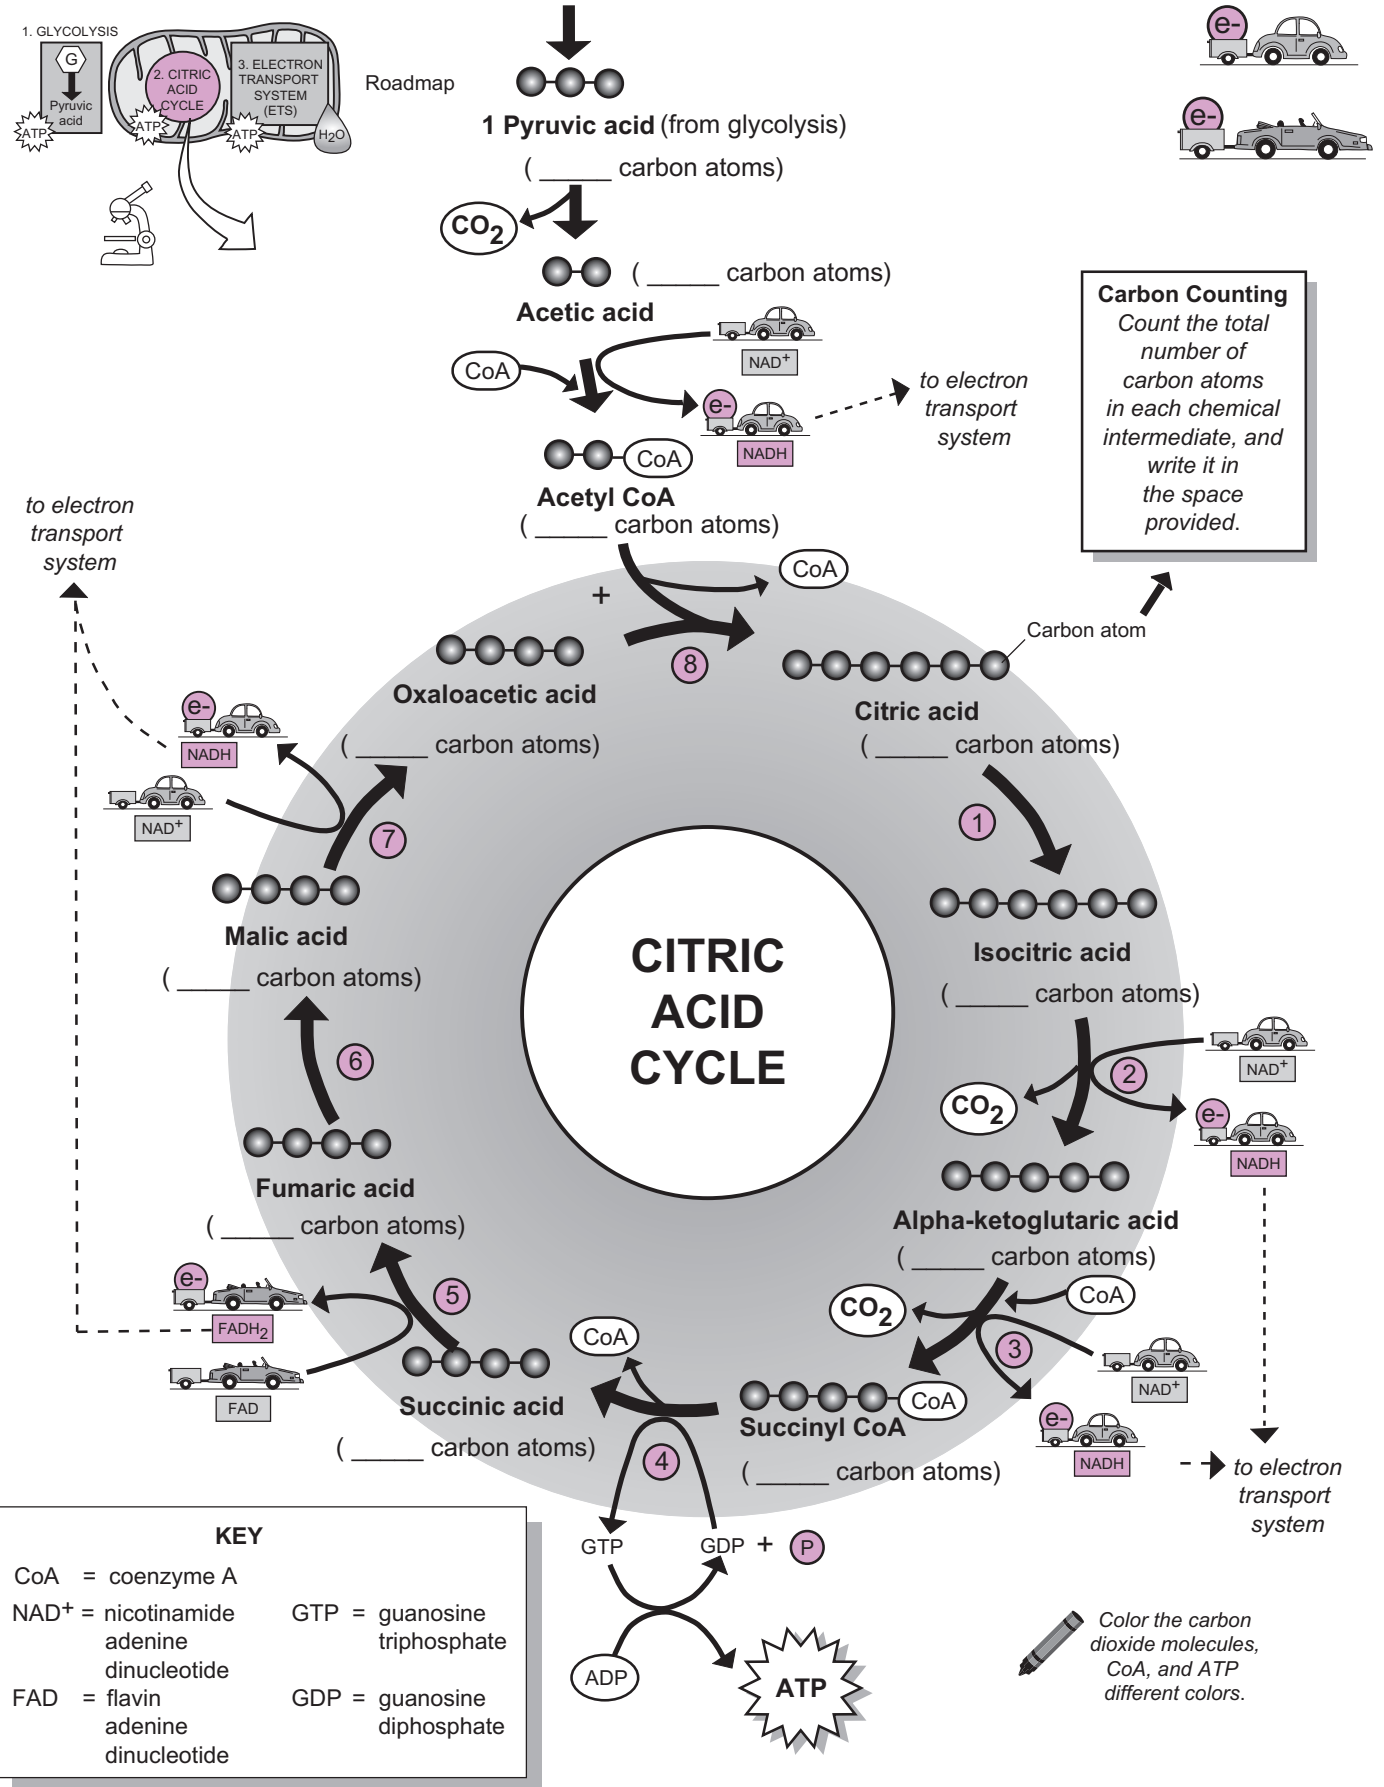 1. GLYCOLYSIS
G
Pyruvic
acid
ATP
2. CITRIC
ACID
CYCLE
ATP
3. ELECTRON
TRANSPORT
SYSTEM
(ETS)
ATP
H2O
Roadmap
e-
e-
1 Pyruvic acid (from glycolysis)
( _____ carbon atoms)
CO2
( _____ carbon atoms)
Acetic acid
NAD+
CoA
e-
NADH
to electron
transport
system
CoA
Acetyl CoA
( _____ carbon atoms)
Carbon Counting
Count the total
number of
carbon atoms
in each chemical
intermediate, and
write it in
the space
provided.
to electron
transport
system
CoA
+
8
Carbon atom
Oxaloacetic acid
( _____ carbon atoms)
Citric acid
( _____ carbon atoms)
e-
NADH
NAD+
7
1
Malic acid
( _____ carbon atoms)
CITRIC
ACID
CYCLE
Isocitric acid
( _____ carbon atoms)
NAD+
2
CO2
e-
NADH
6
Fumaric acid
( _____ carbon atoms)
Alpha-ketoglutaric acid
( _____ carbon atoms)
e-
FADH2
FAD
5
CoA
CO2
CoA
3
NAD+
Succinic acid
( _____ carbon atoms)
CoA
Succinyl CoA
( _____ carbon atoms)
4
e-
NADH
to electron
transport
system
GTP
GDP + P
ADP
ATP
KEY
CoA = coenzyme A
NAD+ = nicotinamide
adenine
dinucleotide
FAD = flavin
adenine
dinucleotide
GTP = guanosine
triphosphate
GDP = guanosine
diphosphate
Color the carbon
dioxide molecules,
CoA, and ATP
different colors.